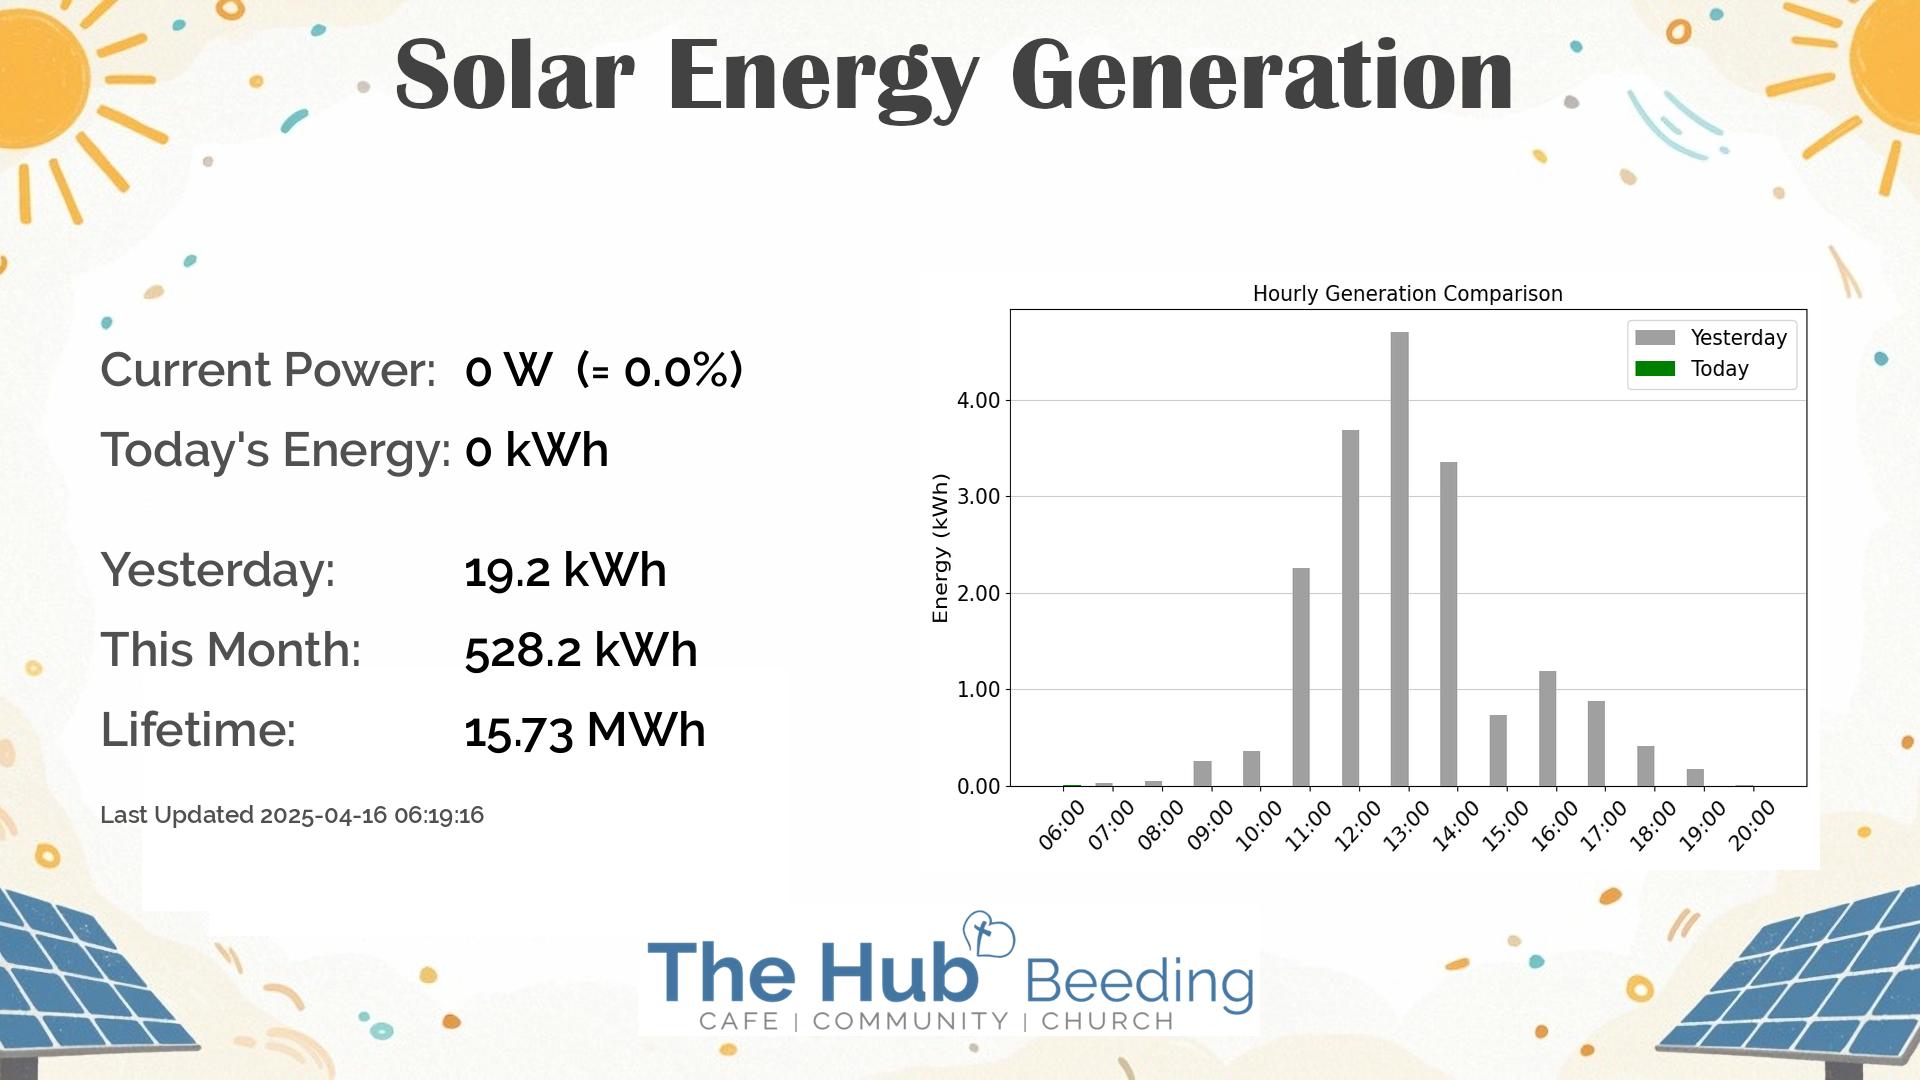 Solar Energy Generation
Current Power: 0 W (= 0.0%)
Today's Energy: 0 kWh
Yesterday: 19.2 kWh
This Month: 528.2 kWh
Lifetime: 15.73 MWh
Last Updated 2025-04-16 06:19:16
Hourly Generation Comparison
Yesterday
Today
Energy (kWh)
4.00
3.00
2.00
1.00
0.00
06:00 07:00 08:00 09:00 10:00 11:00 12:00 13:00 14:00 15:00 16:00 17:00 18:00 19:00 20:00
The Hub Beeding
CAFE | COMMUNITY | CHURCH